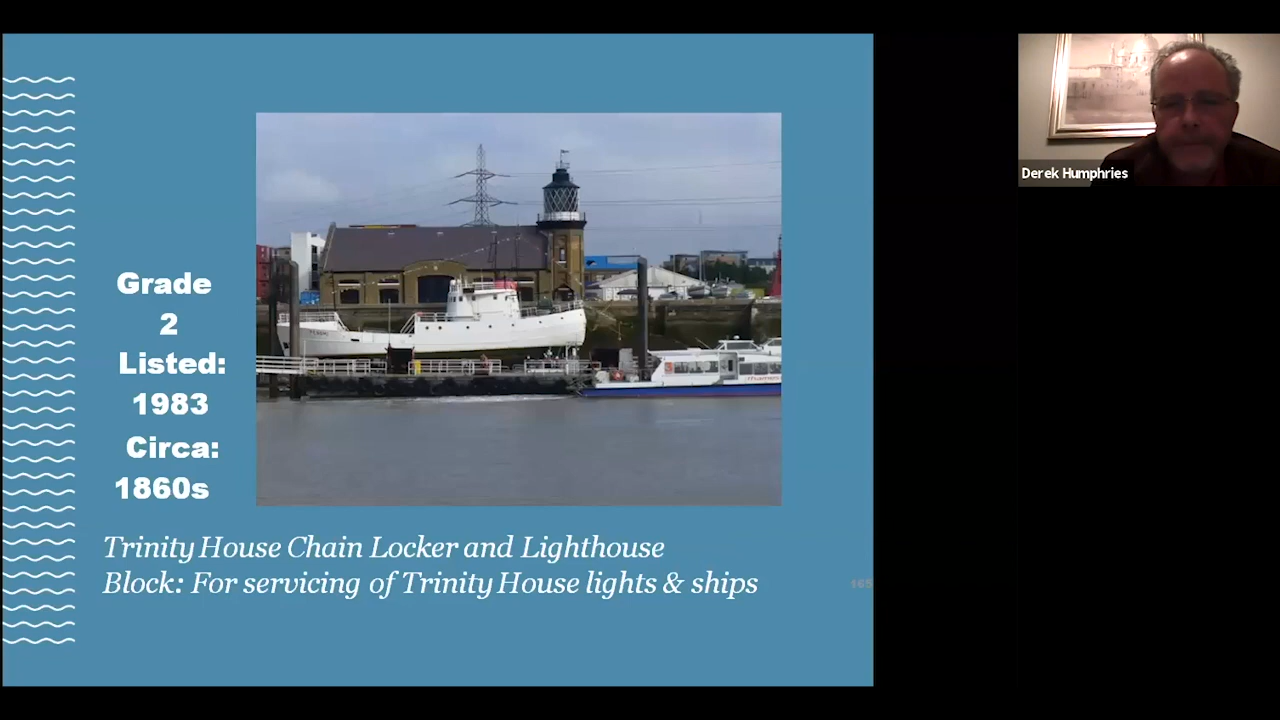 Grade
2
Listed:
1983
Circa:
1860s
Trinity House Chain Locker and Lighthouse
Block: For servicing of Trinity House lights & ships
165
Derek Humphries